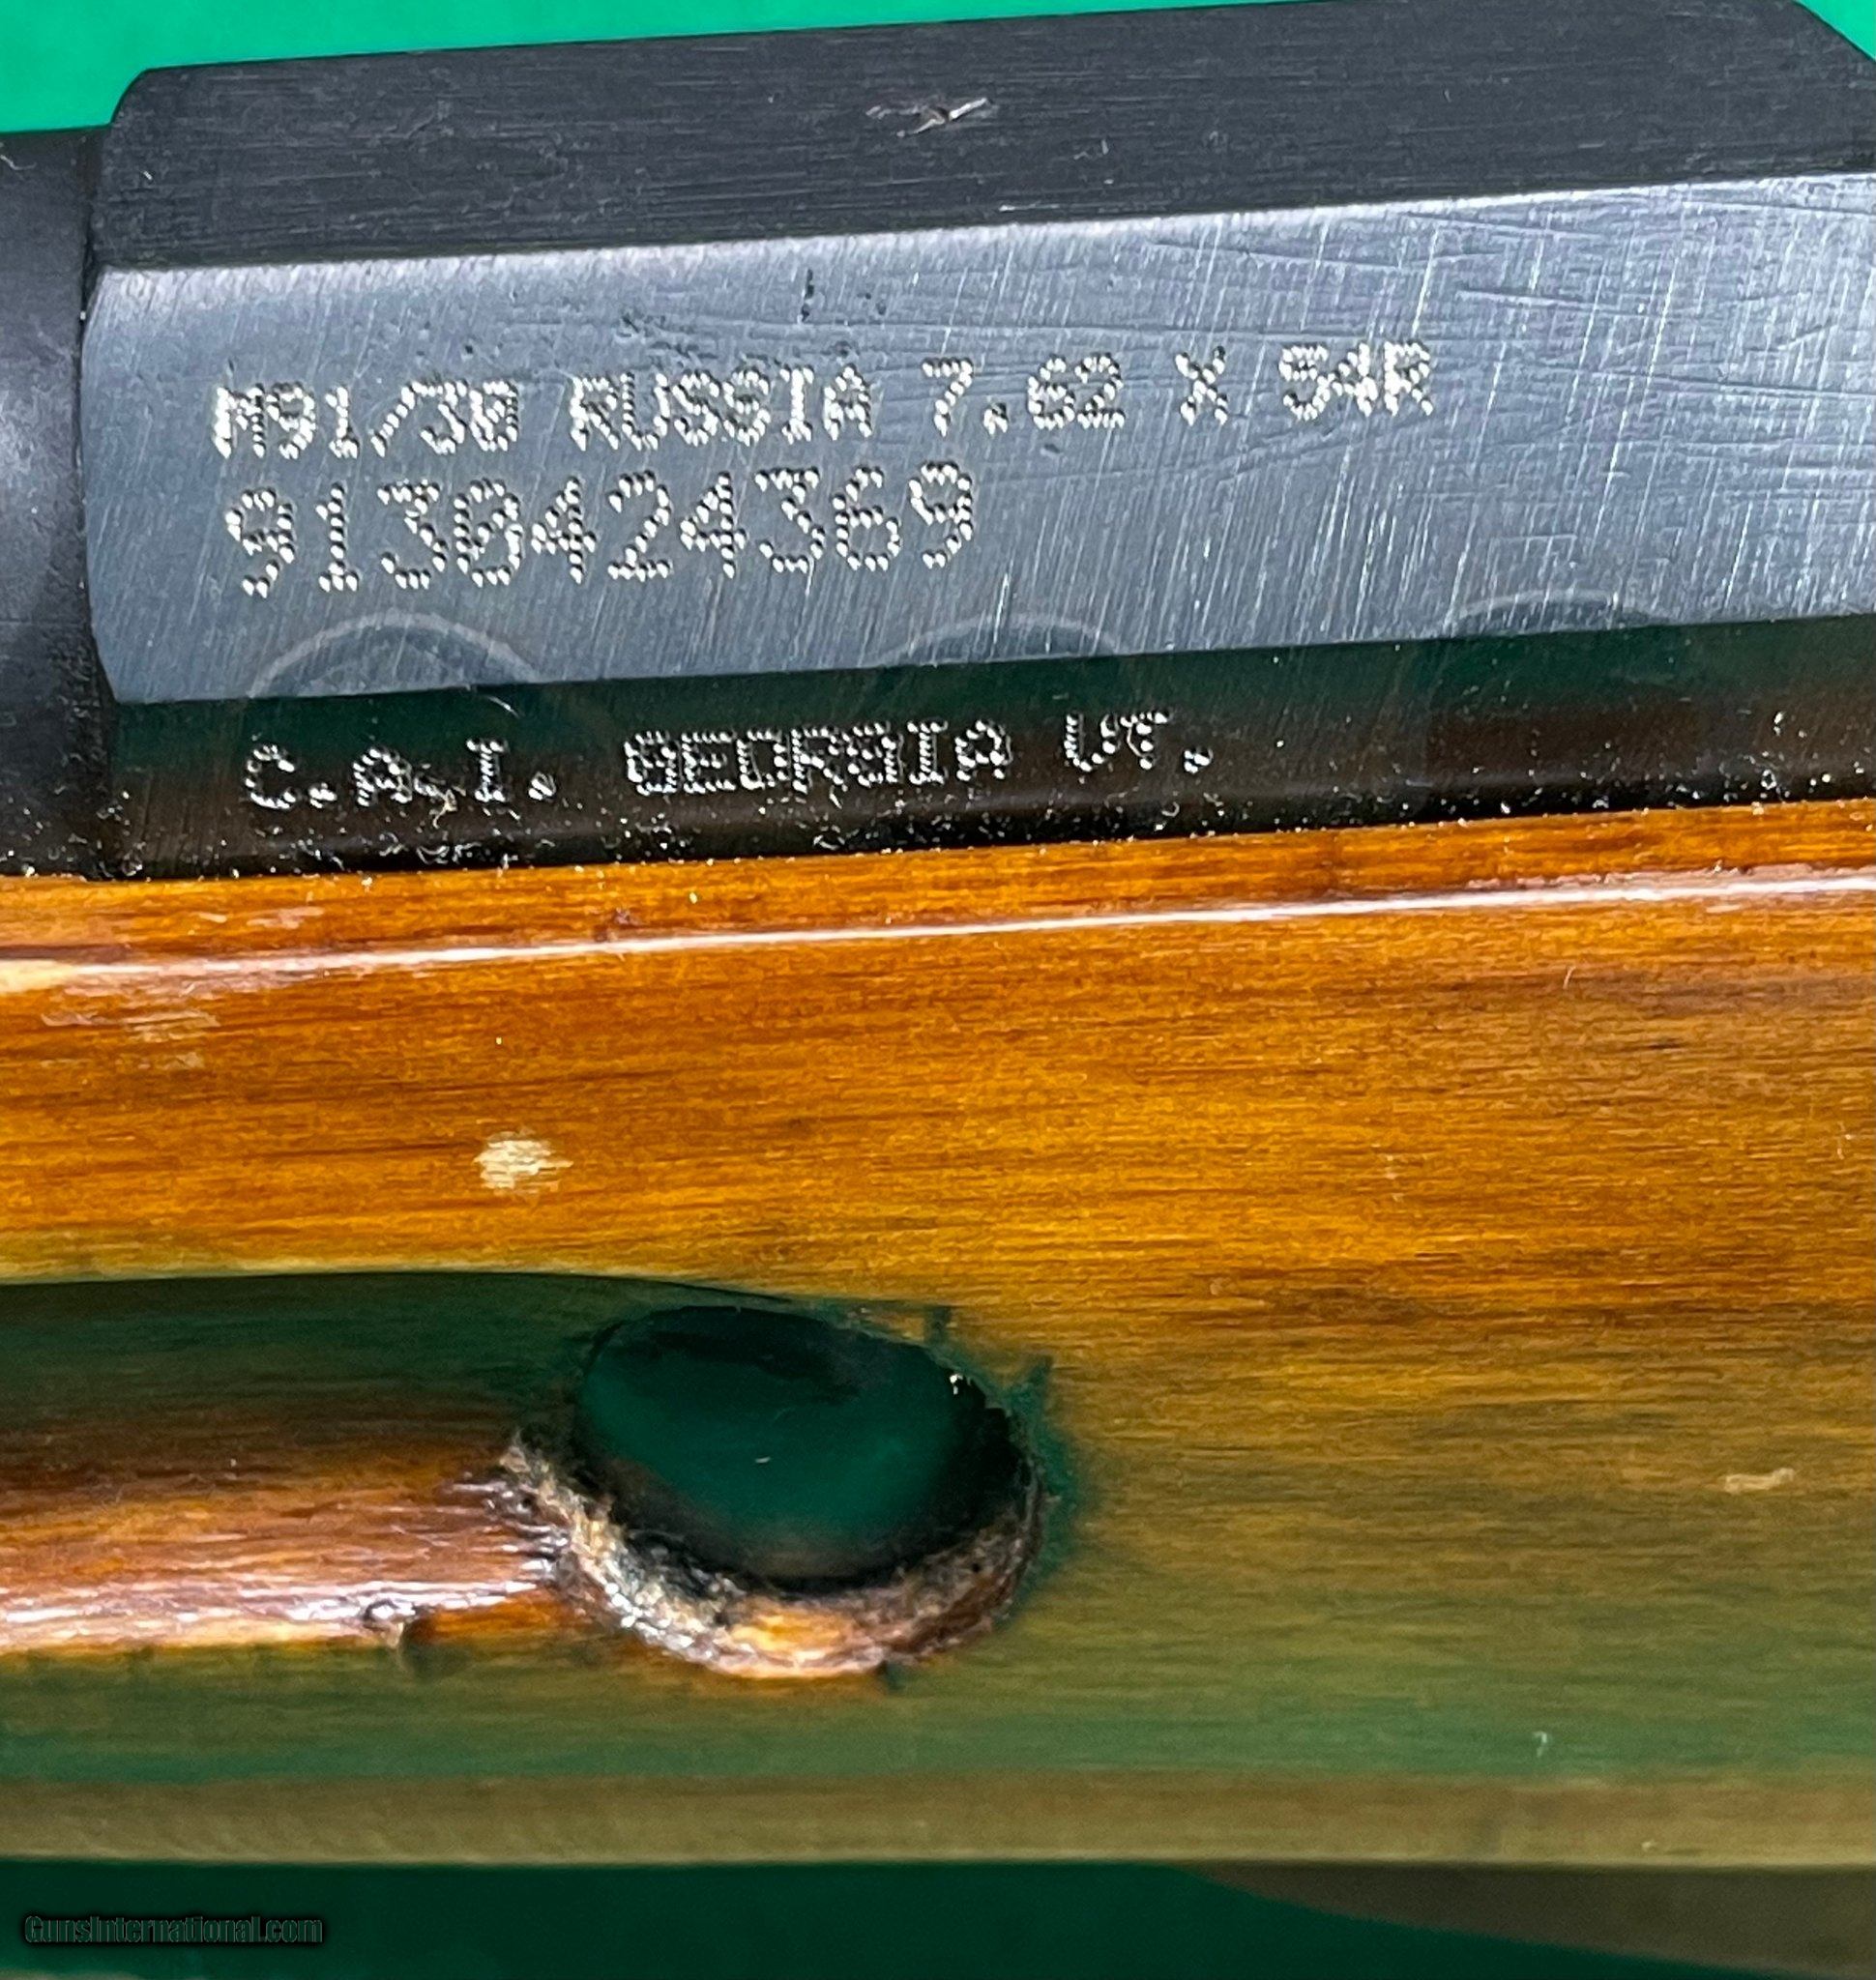 M91/30 RUSSIA 7.62 X 54R
9130424369
C.A.I. GEORGIA VT.
GunsInternational.com